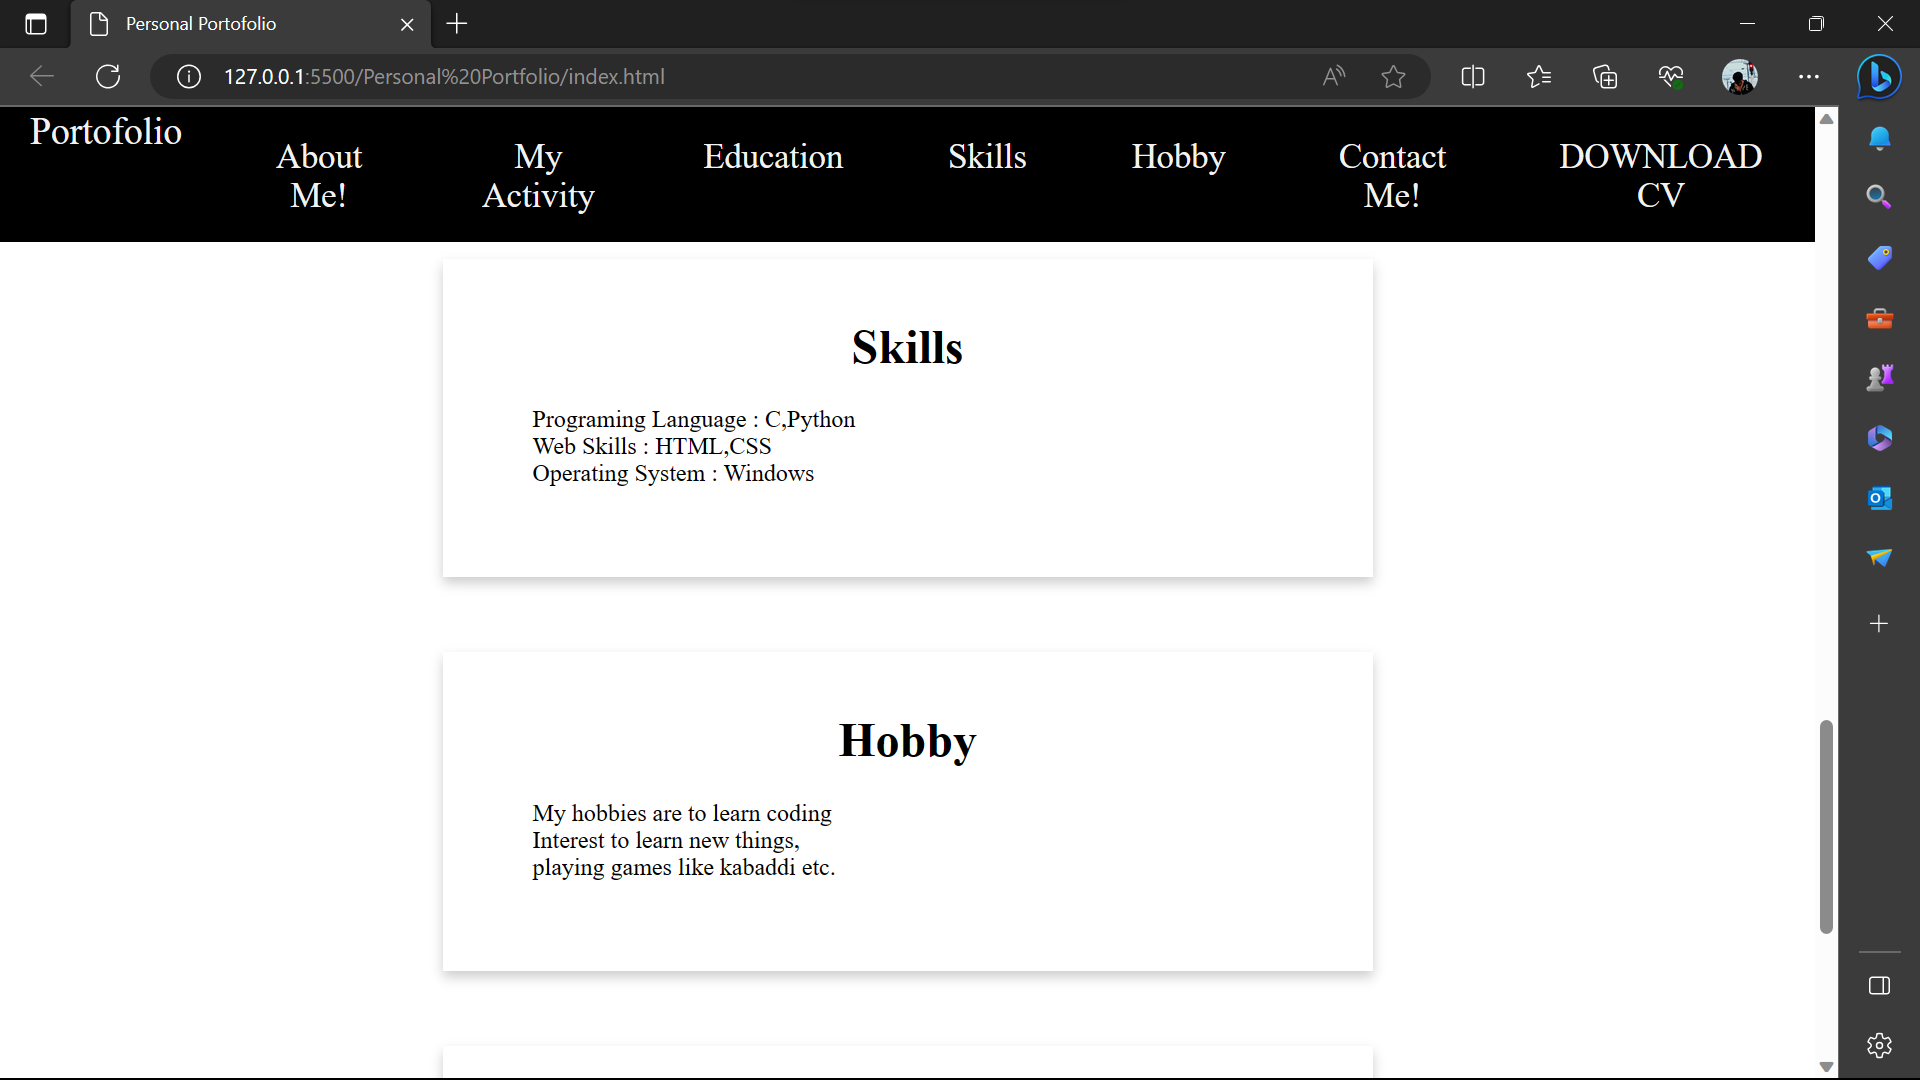 Personal Portofolio
127.0.0.1:5500/Personal%20Portfolio/index.html
Portofolio
About Me!
My Activity
Education
Skills
Hobby
Contact Me!
DOWNLOAD CV
Skills
Programing Language : C,Python
Web Skills : HTML,CSS
Operating System : Windows
Hobby
My hobbies are to learn coding
Interest to learn new things,
playing games like kabaddi etc.